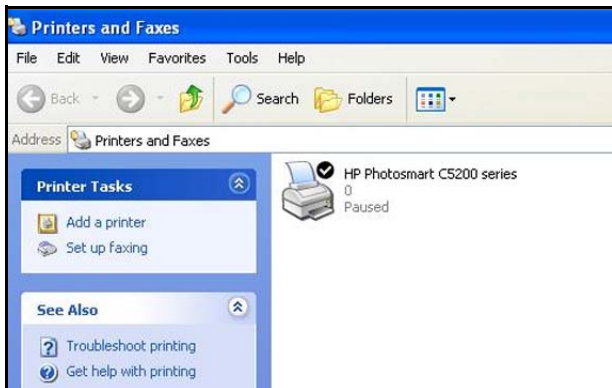 Printers and Faxes
File Edit View Favorites Tools Help
Back Search Folders
Address Printers and Faxes
Printer Tasks
Add a printer
Set up faxing
See Also
Troubleshoot printing
Get help with printing
HP Photosmart C5200 series
0
Paused